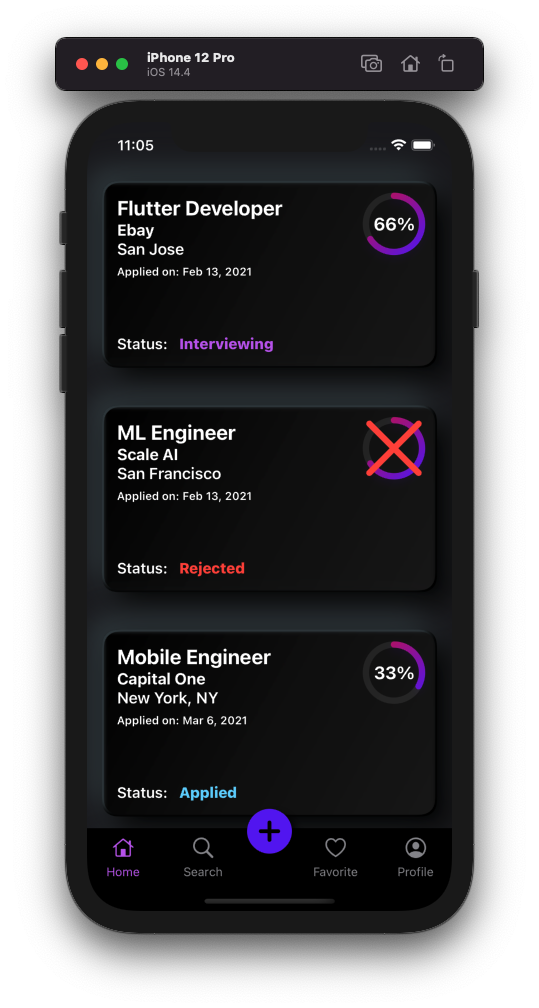 iPhone 12 Pro
iOS 14.4
11:05
Flutter Developer
66%
Ebay
San Jose
Applied on: Feb 13, 2021
Status: Interviewing
ML Engineer
Scale AI
San Francisco
Applied on: Feb 13, 2021
Status: Rejected
Mobile Engineer
33%
Capital One
New York, NY
Applied on: Mar 6, 2021
Status: Applied
Home Search Favorite Profile